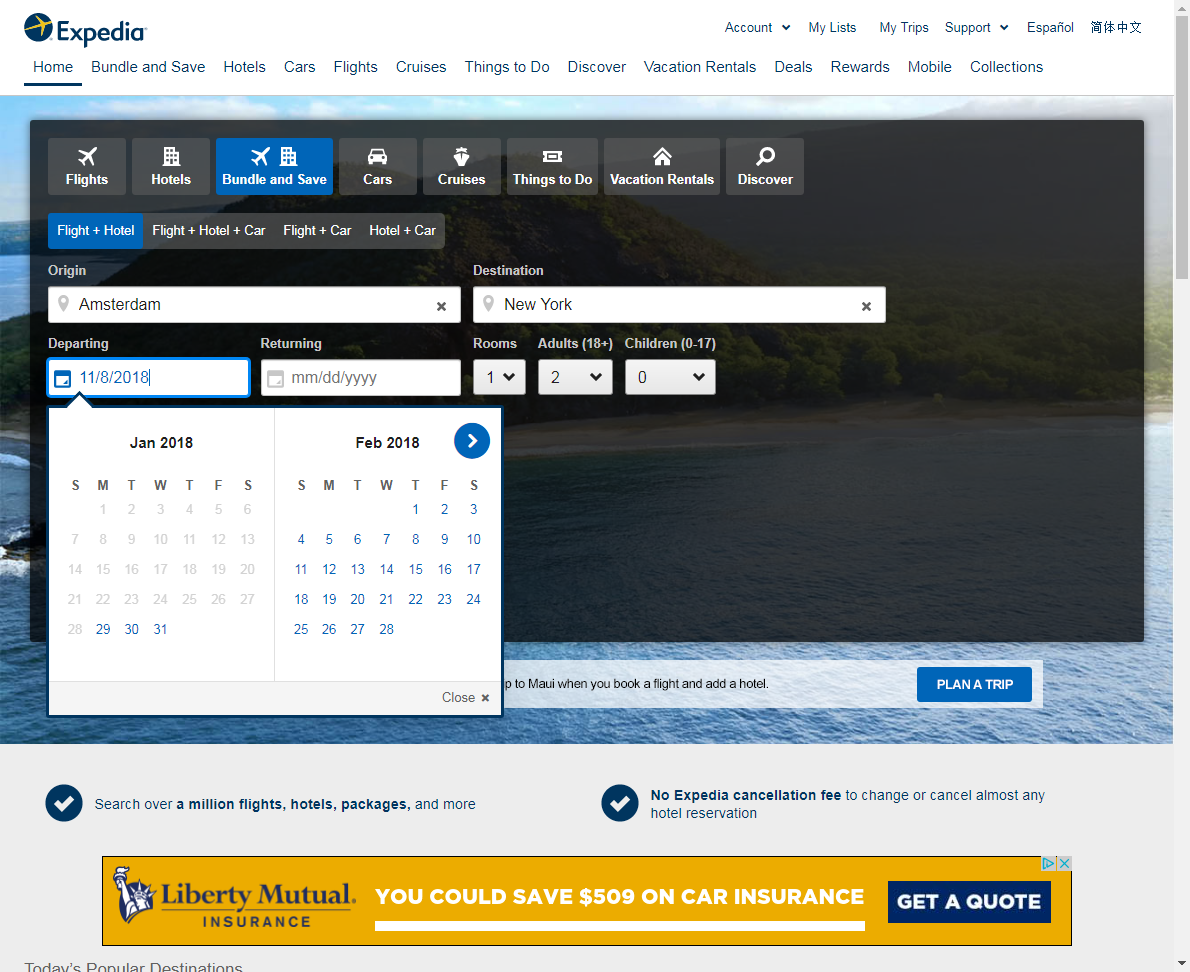 Expedia
Account My Lists My Trips Support Español 简体中文
Home Bundle and Save Hotels Cars Flights Cruises Things to Do Discover Vacation Rentals Deals Rewards Mobile Collections
Flights Hotels Bundle and Save Cars Cruises Things to Do Vacation Rentals Discover
Flight + Hotel Flight + Hotel + Car Flight + Car Hotel + Car
Origin Destination
Amsterdam New York
Departing Returning Rooms Adults (18+) Children (0-17)
11/8/2018 mm/dd/yyyy 1 2 0
Jan 2018
S M T W T F S
1 2 3 4 5 6
7 8 9 10 11 12 13
14 15 16 17 18 19 20
21 22 23 24 25 26 27
28 29 30 31
Feb 2018
S M T W T F S
1 2 3
4 5 6 7 8 9 10
11 12 13 14 15 16 17
18 19 20 21 22 23 24
25 26 27 28
Close
p to Maui when you book a flight and add a hotel.
PLAN A TRIP
Search over a million flights, hotels, packages, and more
No Expedia cancellation fee to change or cancel almost any
hotel reservation
Liberty Mutual.
INSURANCE
YOU COULD SAVE $509 ON CAR INSURANCE
GET A QUOTE
Today's Popular Destinations